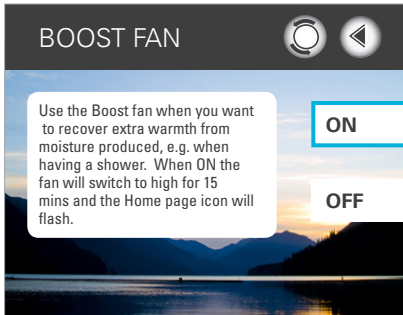 BOOST FAN
Use the Boost fan when you want
to recover extra warmth from
moisture produced, e.g. when
having a shower. When ON the
fan will switch to high for 15
mins and the Home page icon will
flash.
ON
OFF